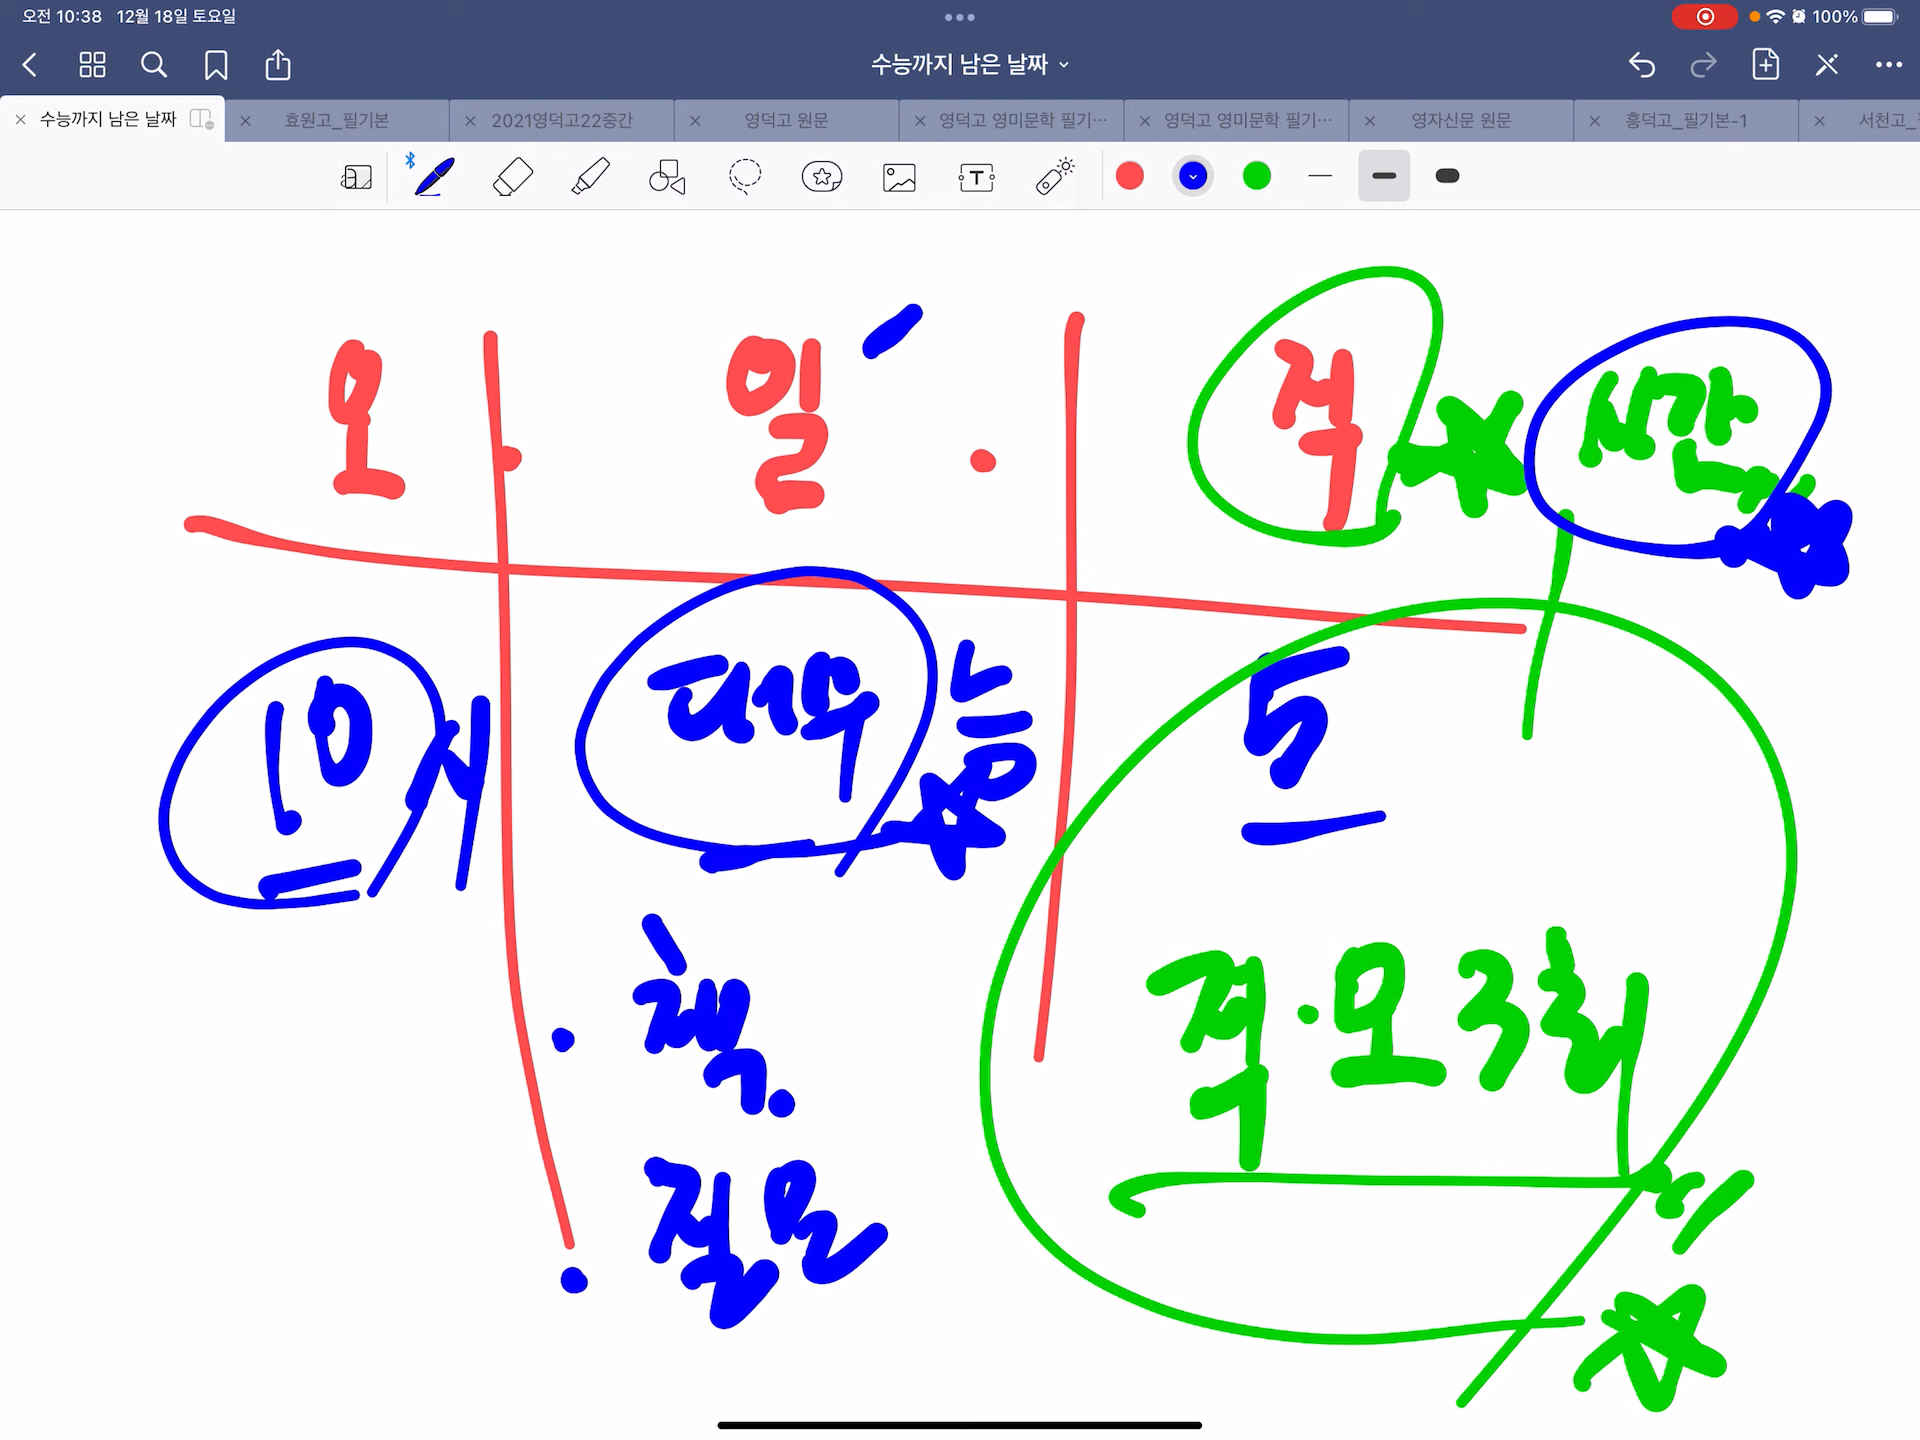 오전 10:38 12월 18일 토요일 100%
수능까지 남은 날짜
수능까지 남은 날짜 효원고_필기본 2021영덕고22중간 영덕고 원문 영덕고 영미문학 필기… 영덕고 영미문학 필기… 영자신문 원문 흥덕고_필기본-1 서천고_
오. 일. 적 시간
10시 5
적·모 3회
책.
질문